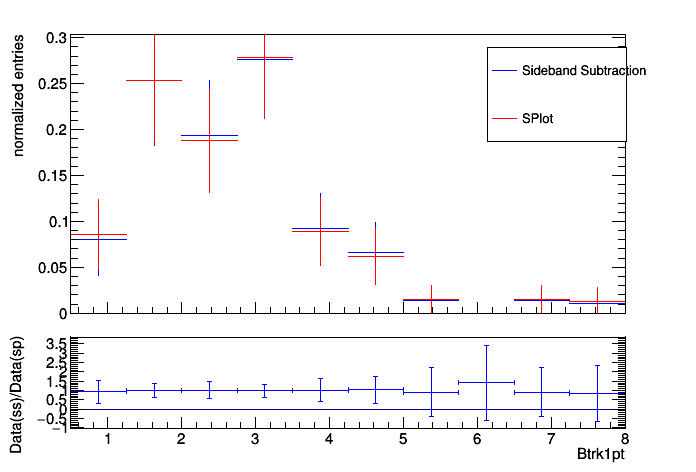 normalized entries
0.3
0.25
0.2
0.15
0.1
0.05
0
Sideband Subtraction
SPlot
Data(ss)/Data(sp)
3.5
3
2.5
2
1.5
1
0.5
0
−0.5
−1
1 2 3 4 5 6 7 8
Btrk1pt